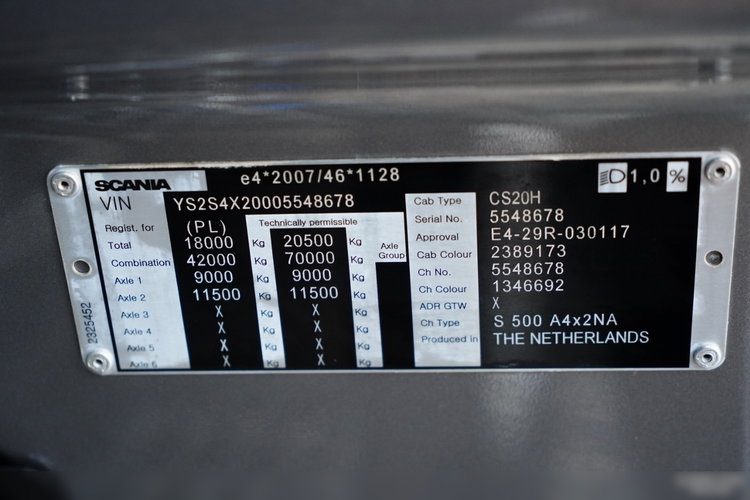 SCANIA e4*2007/46*1128 1,0 %
VIN YS2S4X20005548678
Regist. for (PL) Technically permissible
Total 18000 Kg 20500 Kg Axle Group
Combination 42000 Kg 70000 Kg
Axle 1 9000 Kg 9000 Kg
Axle 2 11500 Kg 11500 Kg
Axle 3 X Kg X Kg
Axle 4 X Kg X Kg
Axle 5 X Kg X Kg
Axle 6 X Kg X Kg
Cab Type CS20H
Serial No. 5548678
Approval E4-29R-030117
Cab Colour 2389173
Ch No. 5548678
Ch Colour 1346692
ADR GTW X
Ch Type S 500 A4x2NA
Produced in THE NETHERLANDS
2325452